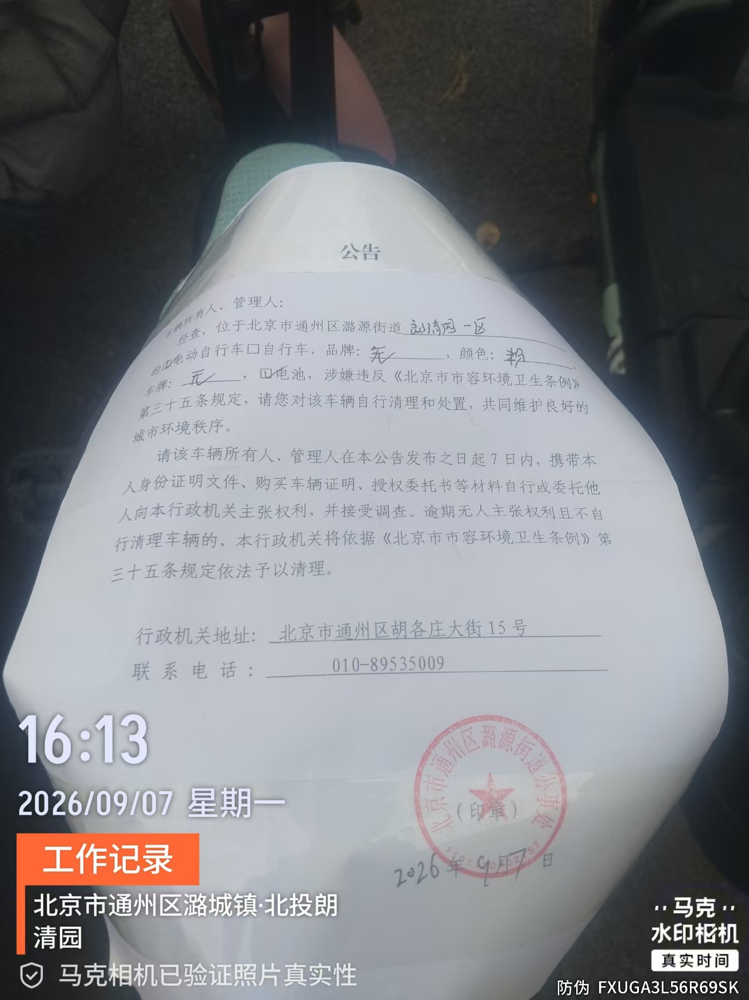 公告
车辆所有人、管理人：
经查，位于北京市通州区潞源街道朗清园一区
的☑电动自行车☐自行车，品牌：无，颜色：粉，
车牌：无，☑电池，涉嫌违反《北京市市容环境卫生条例》
第三十五条规定，请您对该车辆自行清理和处置，共同维护良好的
城市环境秩序。
请该车辆所有人、管理人在本公告发布之日起7日内，携带本
人身份证明文件、购买车辆证明、授权委托书等材料自行或委托他
人向本行政机关主张权利，并接受调查。逾期无人主张权利且不自
行清理车辆的，本行政机关将依据《北京市市容环境卫生条例》第
三十五条规定依法予以清理。
行政机关地址：北京市通州区胡各庄大街15号
联系电话：010-89535009
北京市通州区潞源街道办事处
（印章）
2026年9月7日
16:13
2026/09/07 星期一
工作记录
北京市通州区潞城镇·北投朗
清园
马克相机已验证照片真实性
马克
水印相机
真实时间
防伪 FXUGA3L56R69SK